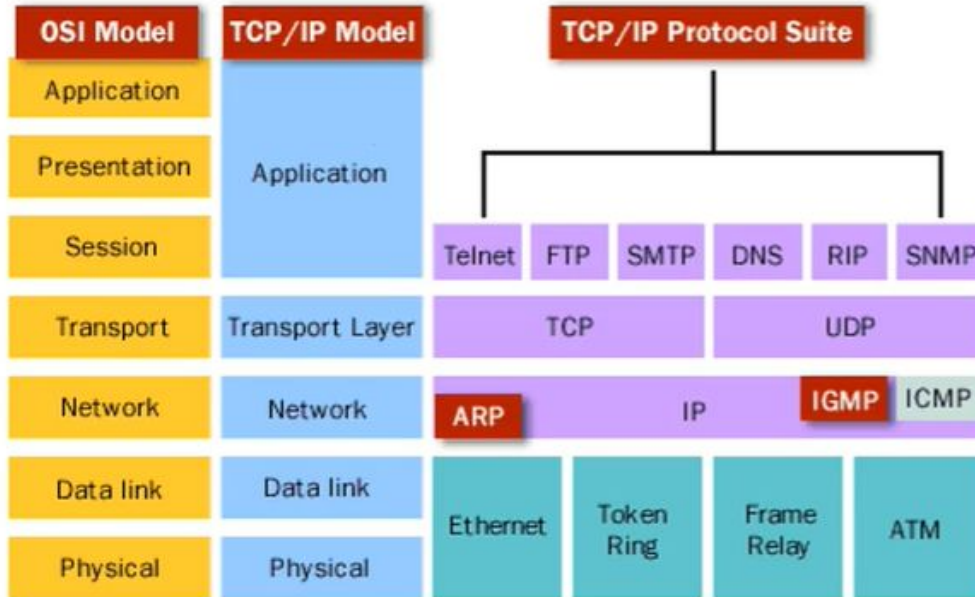 OSI Model
TCP/IP Model
TCP/IP Protocol Suite
Application
Presentation
Application
Session
Telnet
FTP
SMTP
DNS
RIP
SNMP
Transport
Transport Layer
TCP
UDP
Network
Network
ARP
IP
IGMP
ICMP
Data link
Data link
Ethernet
Token
Ring
Frame
Relay
ATM
Physical
Physical